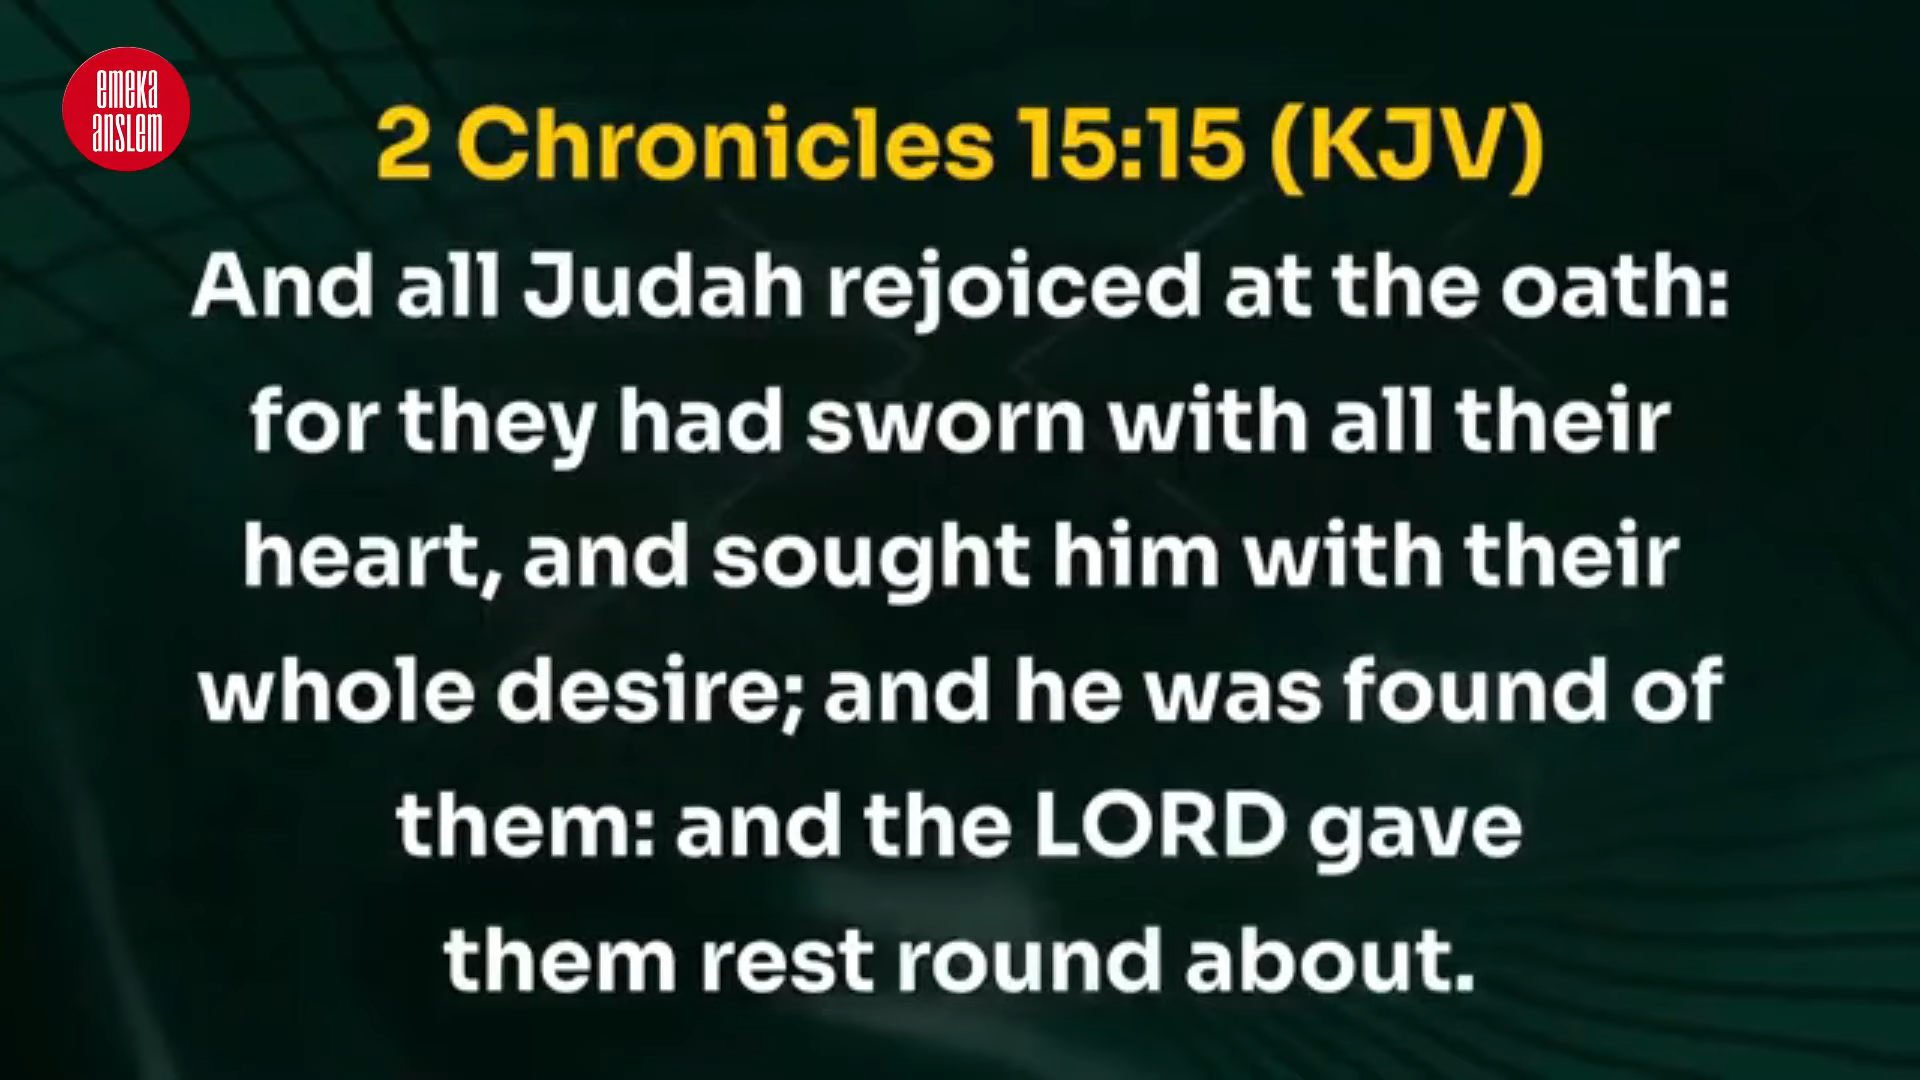 emeka
anslem
2 Chronicles 15:15 (KJV)
And all Judah rejoiced at the oath:
for they had sworn with all their
heart, and sought him with their
whole desire; and he was found of
them: and the LORD gave
them rest round about.